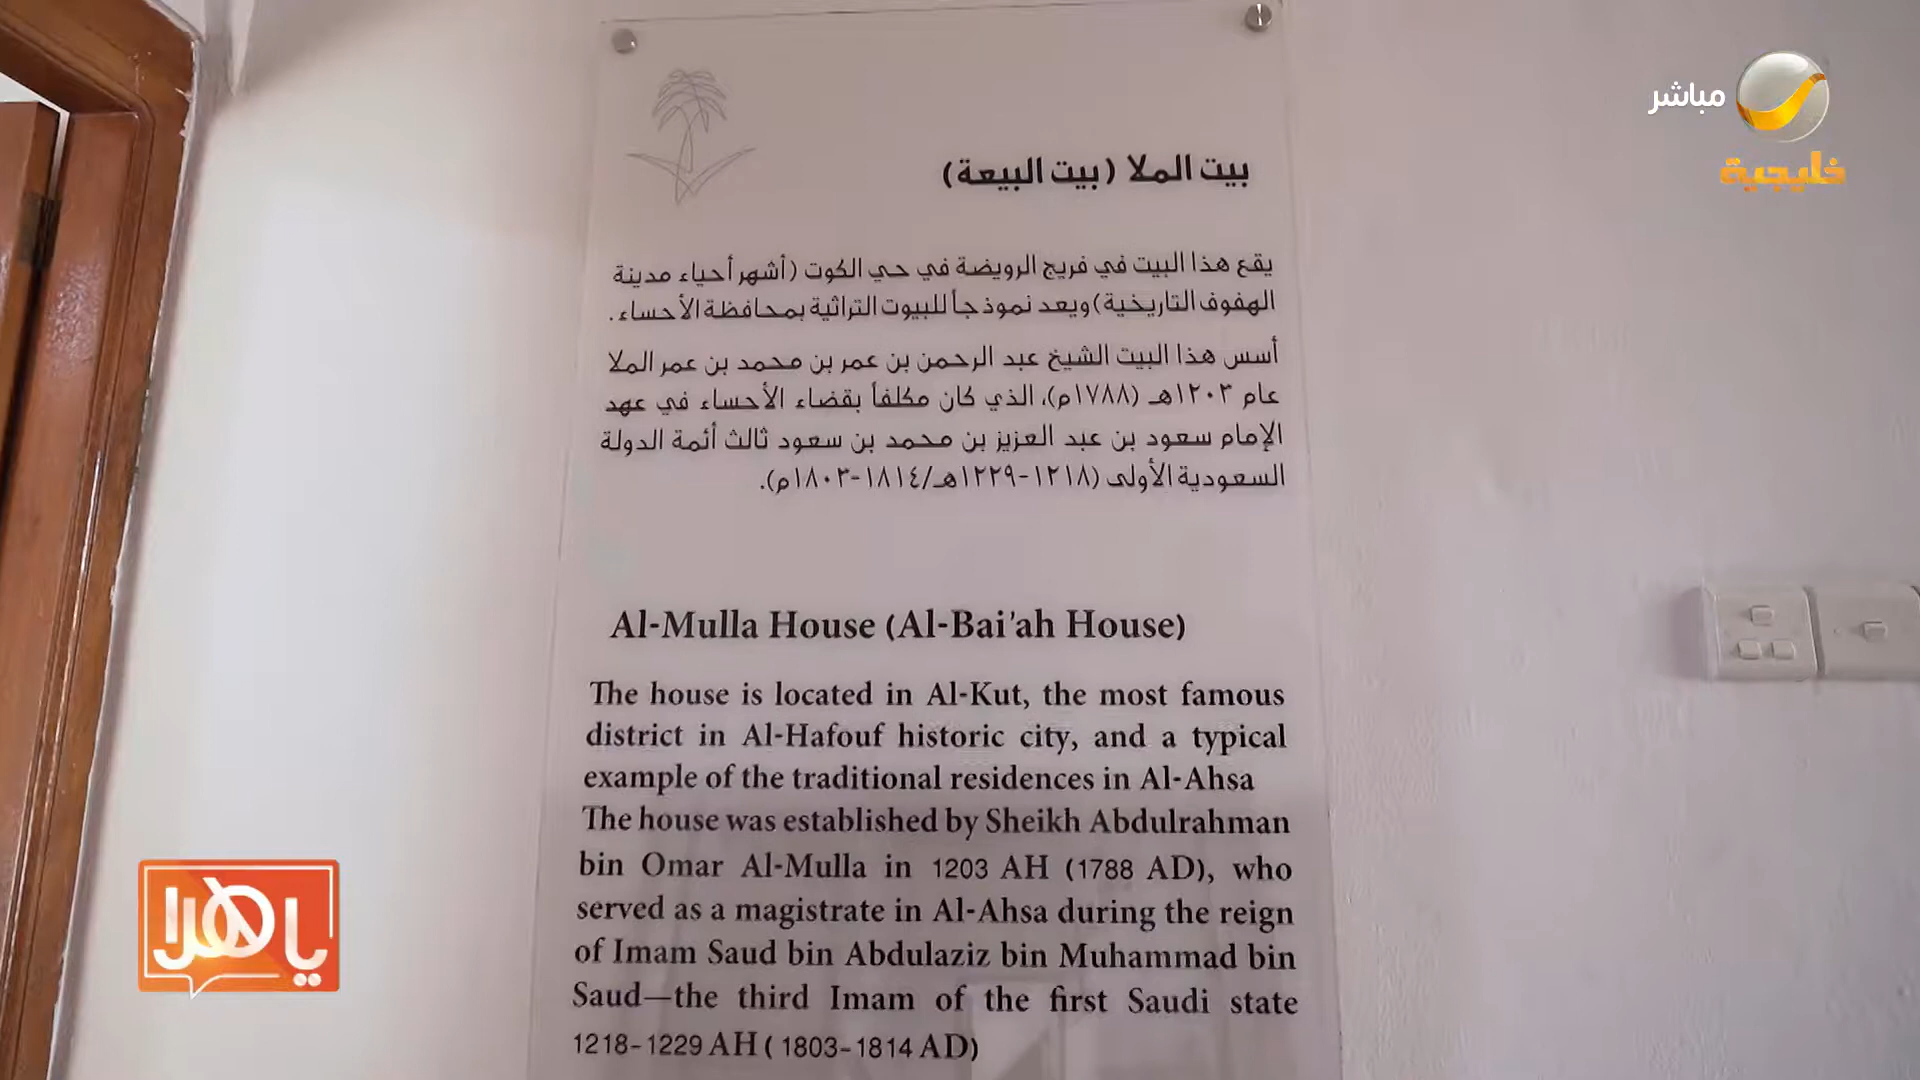 مباشر
خليجية
بيت الملا (بيت البيعة)
يقع هذا البيت في فريج الرويضة في حي الكوت (أشهر أحياء مدينة
الهفوف التاريخية) ويعد نموذجاً للبيوت التراثية بمحافظة الأحساء.
أسس هذا البيت الشيخ عبد الرحمن بن عمر بن محمد بن عمر الملا
عام ١٢٠٣هـ (١٧٨٨م)، الذي كان مكلفاً بقضاء الأحساء في عهد
الإمام سعود بن عبد العزيز بن محمد بن سعود ثالث أئمة الدولة
السعودية الأولى (١٢١٨-١٢٢٩هـ/١٨١٤-١٨٠٣م).
Al-Mulla House (Al-Bai'ah House)
The house is located in Al-Kut, the most famous
district in Al-Hafouf historic city, and a typical
example of the traditional residences in Al-Ahsa
The house was established by Sheikh Abdulrahman
bin Omar Al-Mulla in 1203 AH (1788 AD), who
served as a magistrate in Al-Ahsa during the reign
of Imam Saud bin Abdulaziz bin Muhammad bin
Saud—the third Imam of the first Saudi state
1218-1229 AH ( 1803-1814 AD)
يا هلا